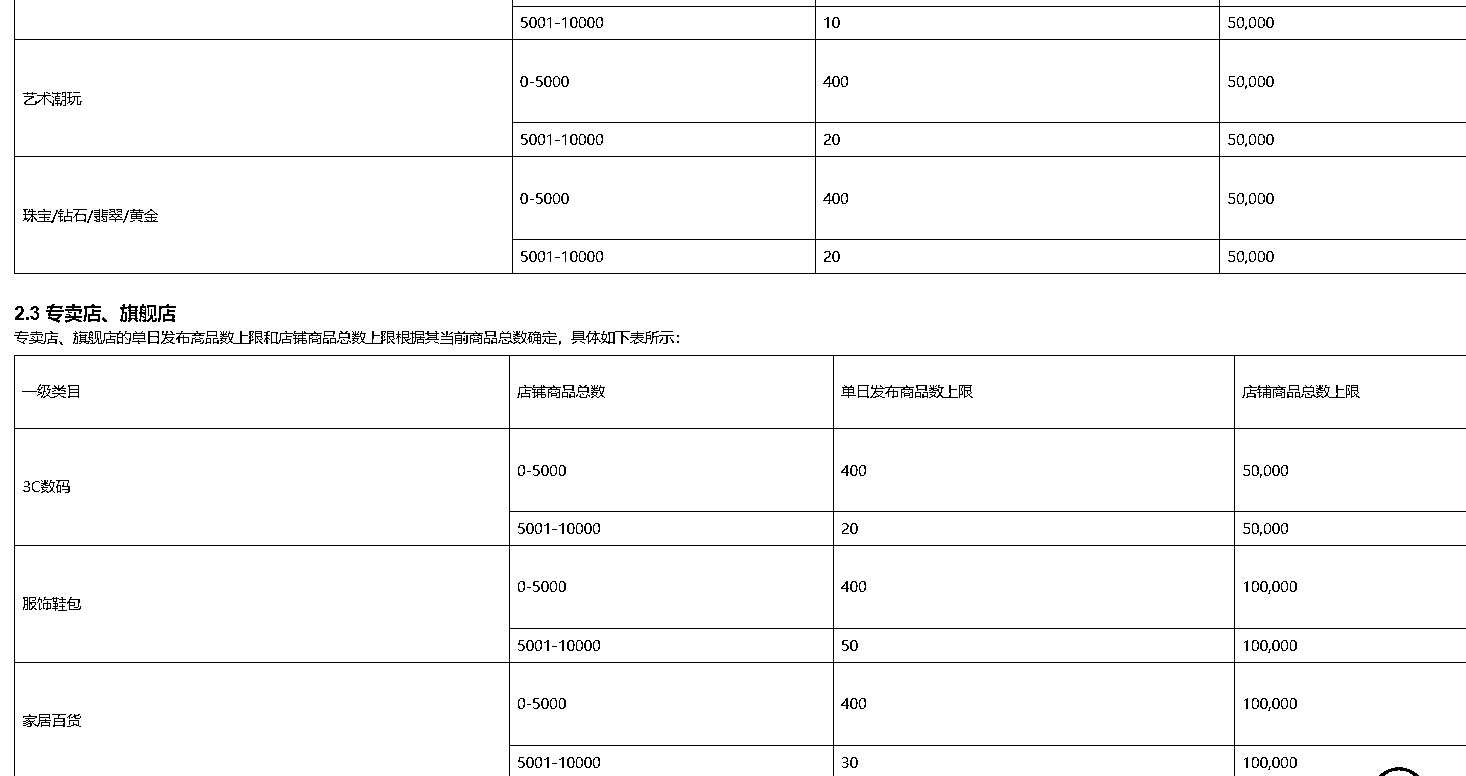 5001-10000 10 50,000
艺术潮玩 0-5000 400 50,000
5001-10000 20 50,000
珠宝/钻石/翡翠/黄金 0-5000 400 50,000
5001-10000 20 50,000
2.3 专卖店、旗舰店
专卖店、旗舰店的单日发布商品数上限和店铺商品总数上限根据其当前商品总数确定，具体如下表所示：
一级类目 店铺商品总数 单日发布商品数上限 店铺商品总数上限
3C数码 0-5000 400 50,000
5001-10000 20 50,000
服饰鞋包 0-5000 400 100,000
5001-10000 50 100,000
家居百货 0-5000 400 100,000
5001-10000 30 100,000